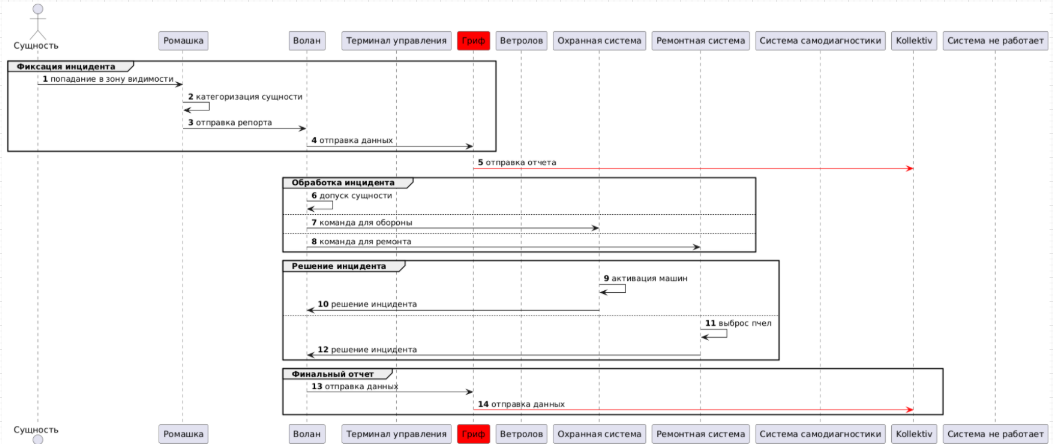 Сущность
Ромашка
Волан
Терминал управления
Гриф
Ветролов
Охранная система
Ремонтная система
Система самодиагностики
Kollektiv
Система не работает
Фиксация инцидента
1 попадание в зону видимости
2 категоризация сущности
3 отправка репорта
4 отправка данных
5 отправка отчета
Обработка инцидента
6 допуск сущности
7 команда для обороны
8 команда для ремонта
Решение инцидента
9 активация машин
10 решение инцидента
11 выброс пчел
12 решение инцидента
Финальный отчет
13 отправка данных
14 отправка данных
Сущность
Ромашка
Волан
Терминал управления
Гриф
Ветролов
Охранная система
Ремонтная система
Система самодиагностики
Kollektiv
Система не работает